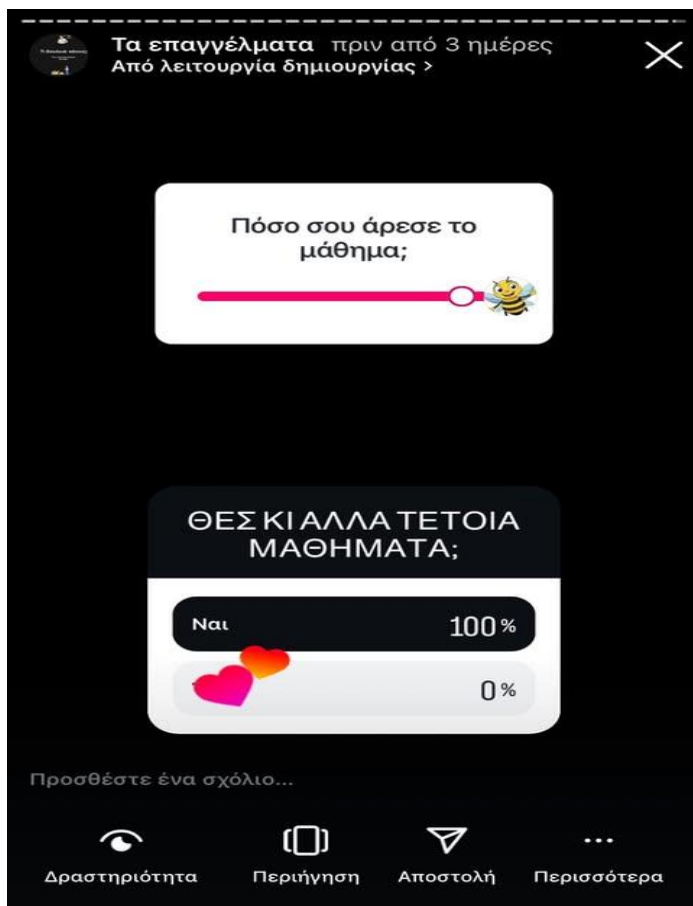 Τα επαγγέλματα πριν από 3 ημέρες
Από λειτουργία δημιουργίας >
Πόσο σου άρεσε το
μάθημα;
ΘΕΣ ΚΙ ΑΛΛΑ ΤΕΤΟΙΑ
ΜΑΘΗΜΑΤΑ;
Ναι 100%
0%
Προσθέστε ένα σχόλιο...
Δραστηριότητα Περιήγηση Αποστολή Περισσότερα